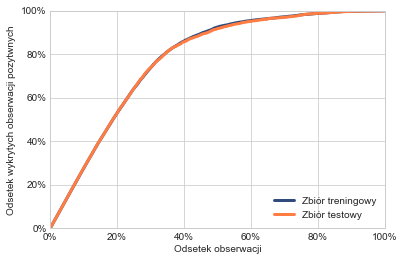 100%
80%
60%
40%
20%
0%
Odsetek wykrytych obserwacji pozytywnych
Zbiór treningowy
Zbiór testowy
0% 20% 40% 60% 80% 100%
Odsetek obserwacji